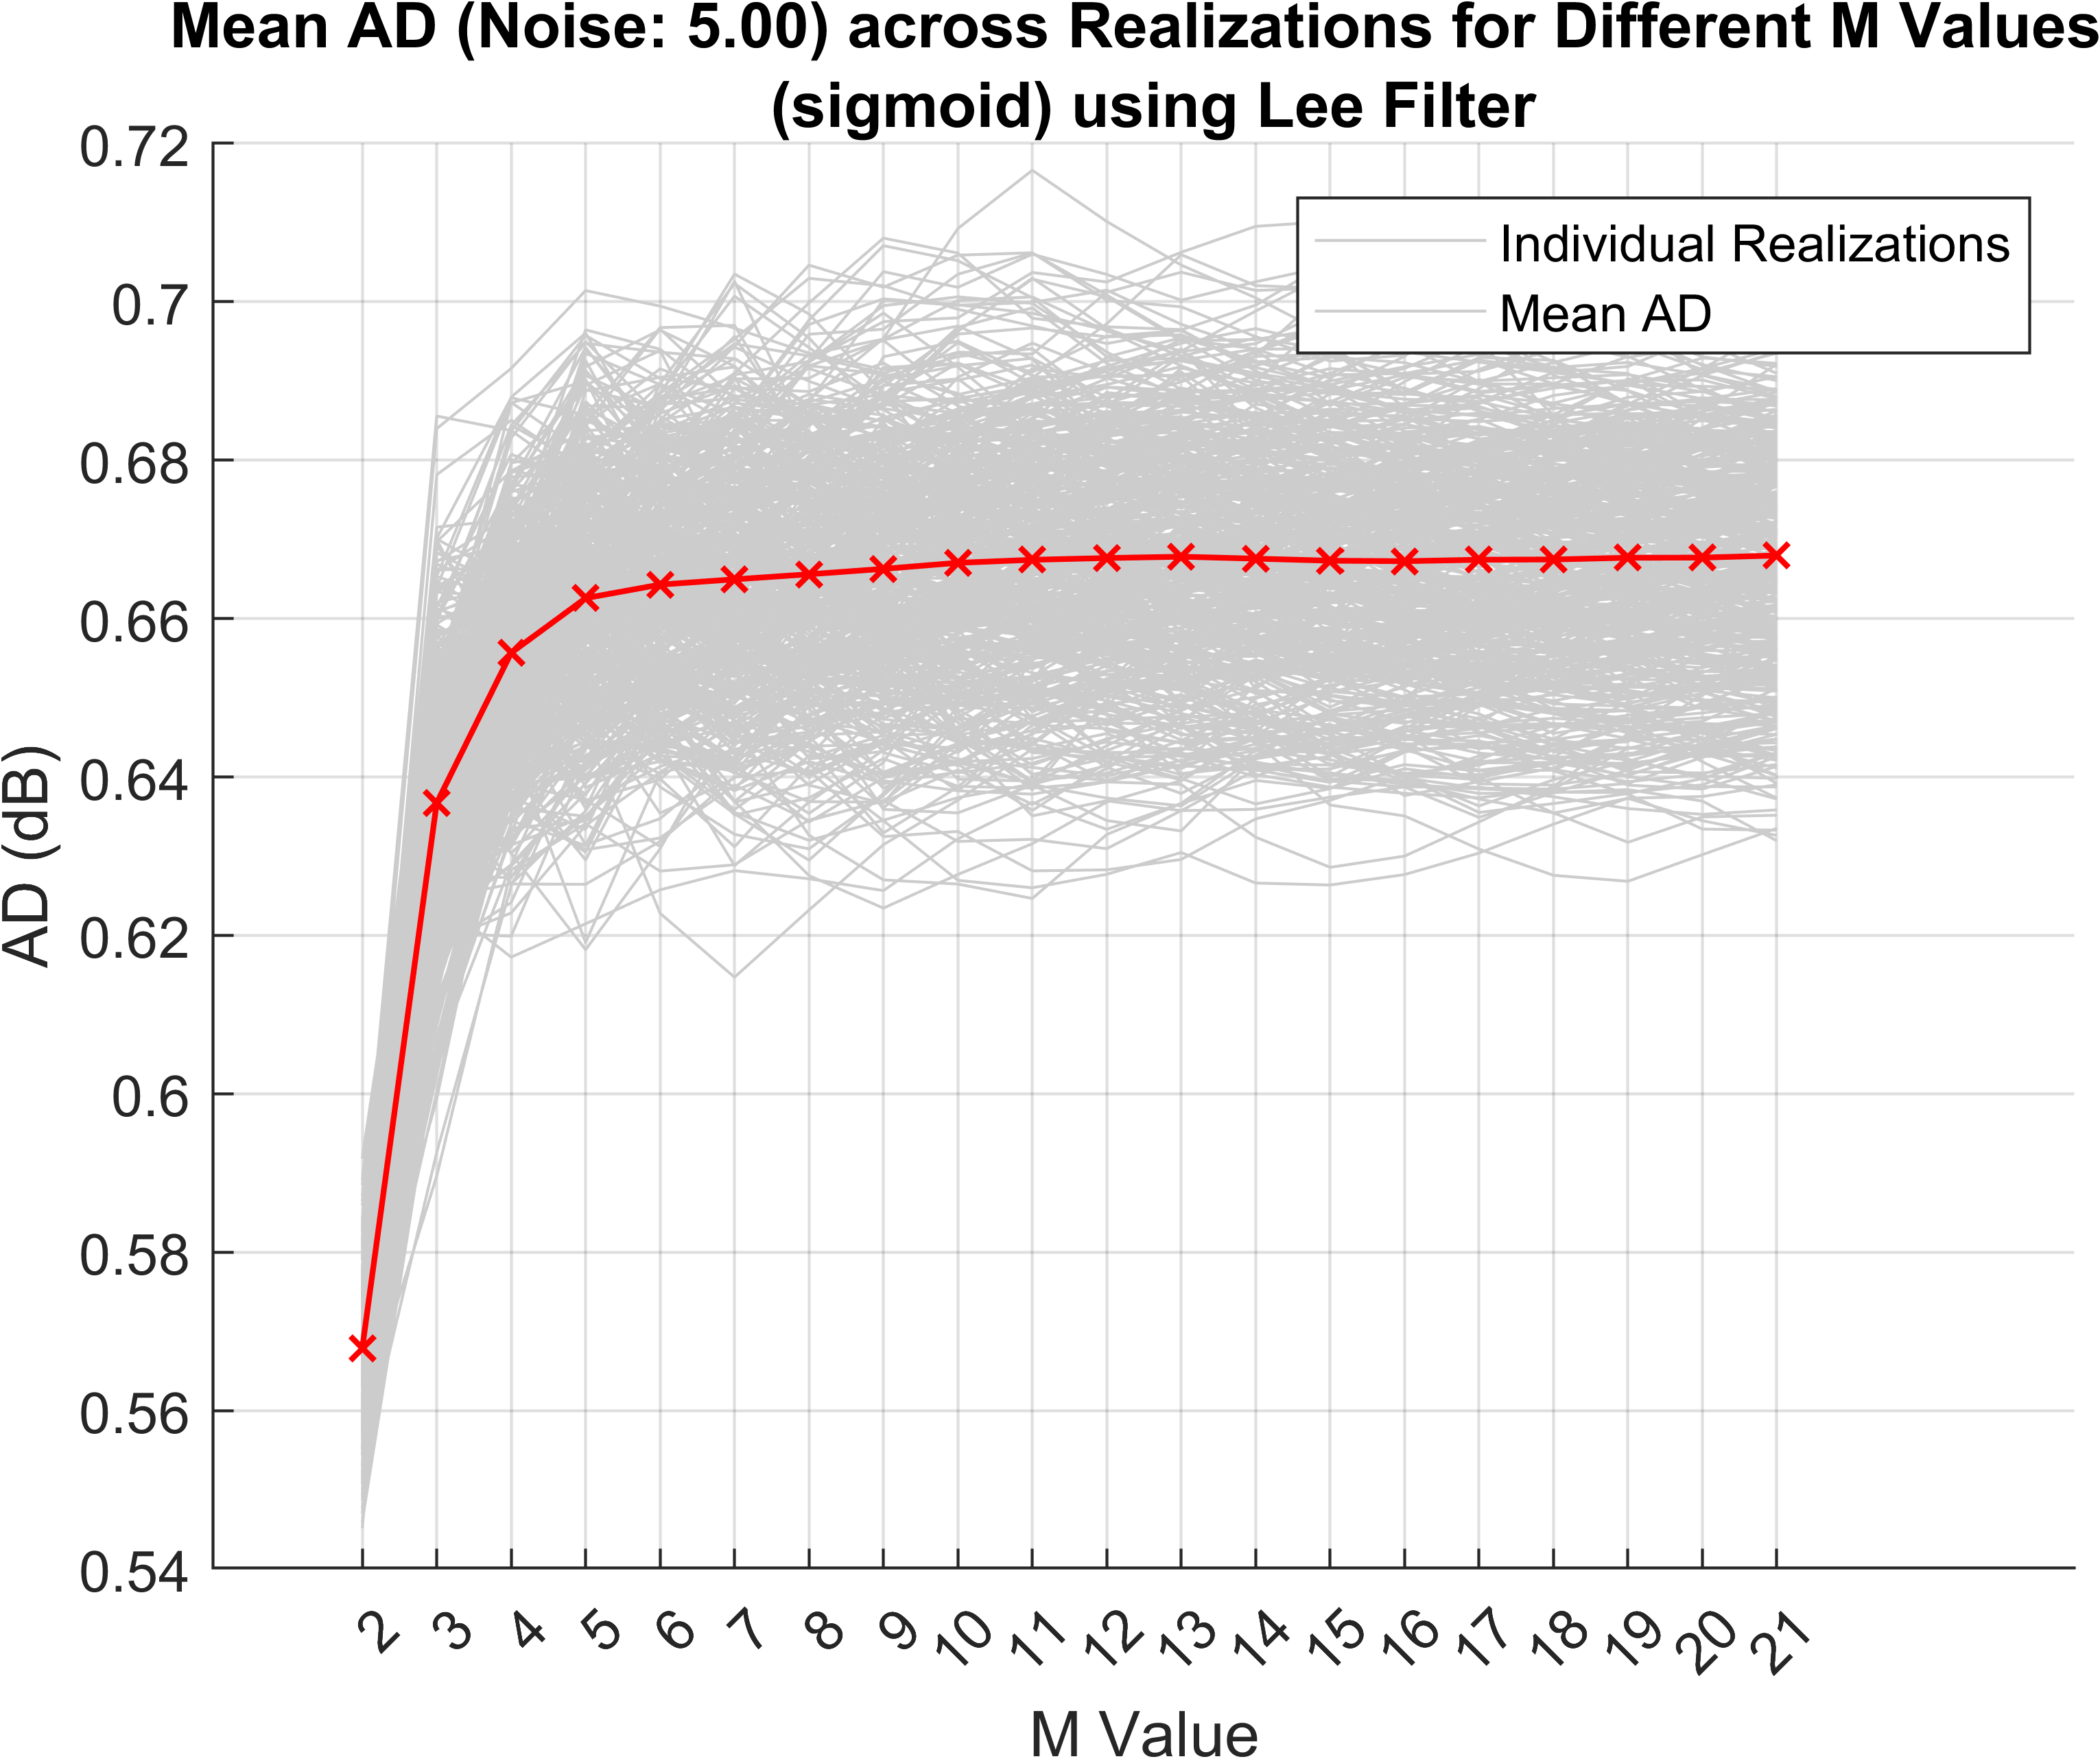 Mean AD (Noise: 5.00) across Realizations for Different M Values
(sigmoid) using Lee Filter
0.72
0.7
0.68
0.66
0.64
0.62
0.6
0.58
0.56
0.54
AD (dB)
Individual Realizations
Mean AD
2 3 4 5 6 7 8 9 10 11 12 13 14 15 16 17 18 19 20 21
M Value